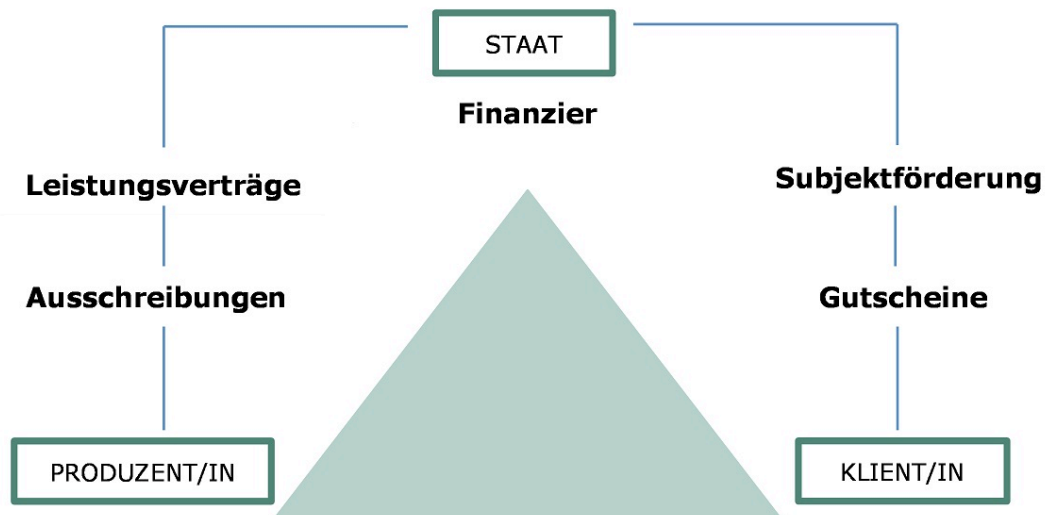 STAAT
Finanzier
Leistungsverträge
Subjektförderung
Ausschreibungen
Gutscheine
PRODUZENT/IN
KLIENT/IN